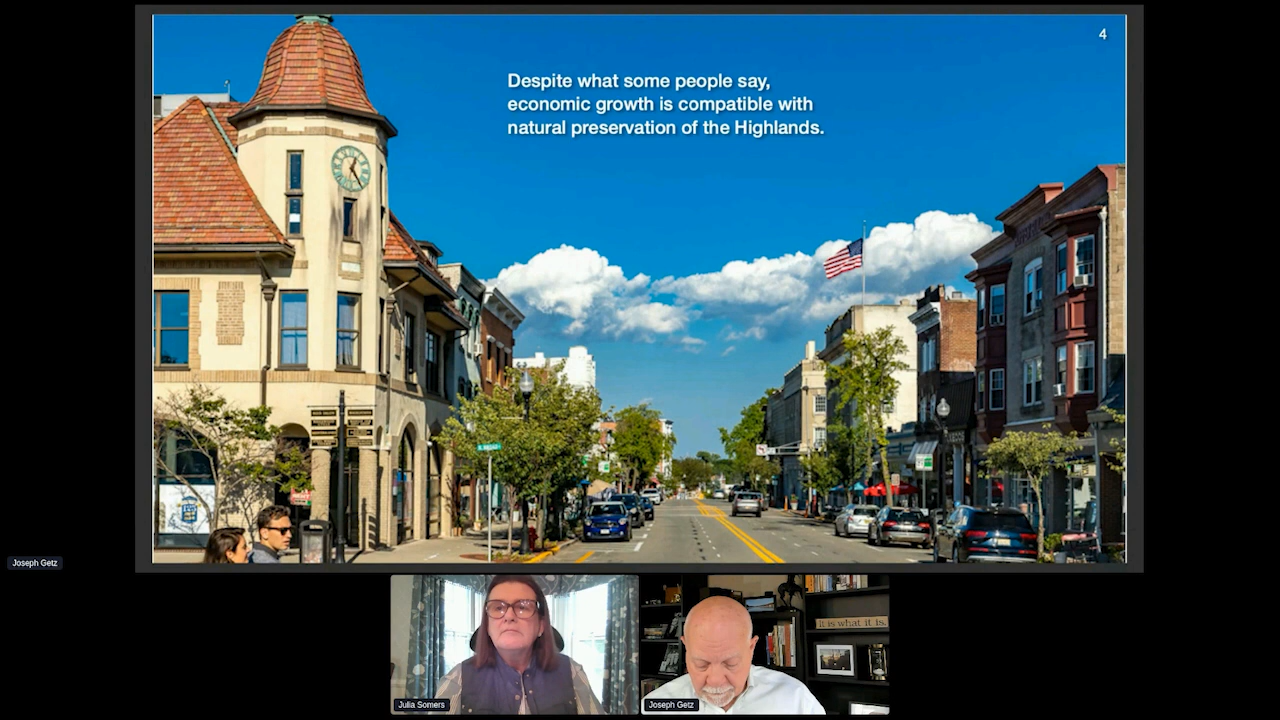 4
Despite what some people say,
economic growth is compatible with
natural preservation of the Highlands.
Joseph Getz
It is what it is.
Julia Somers
Joseph Getz